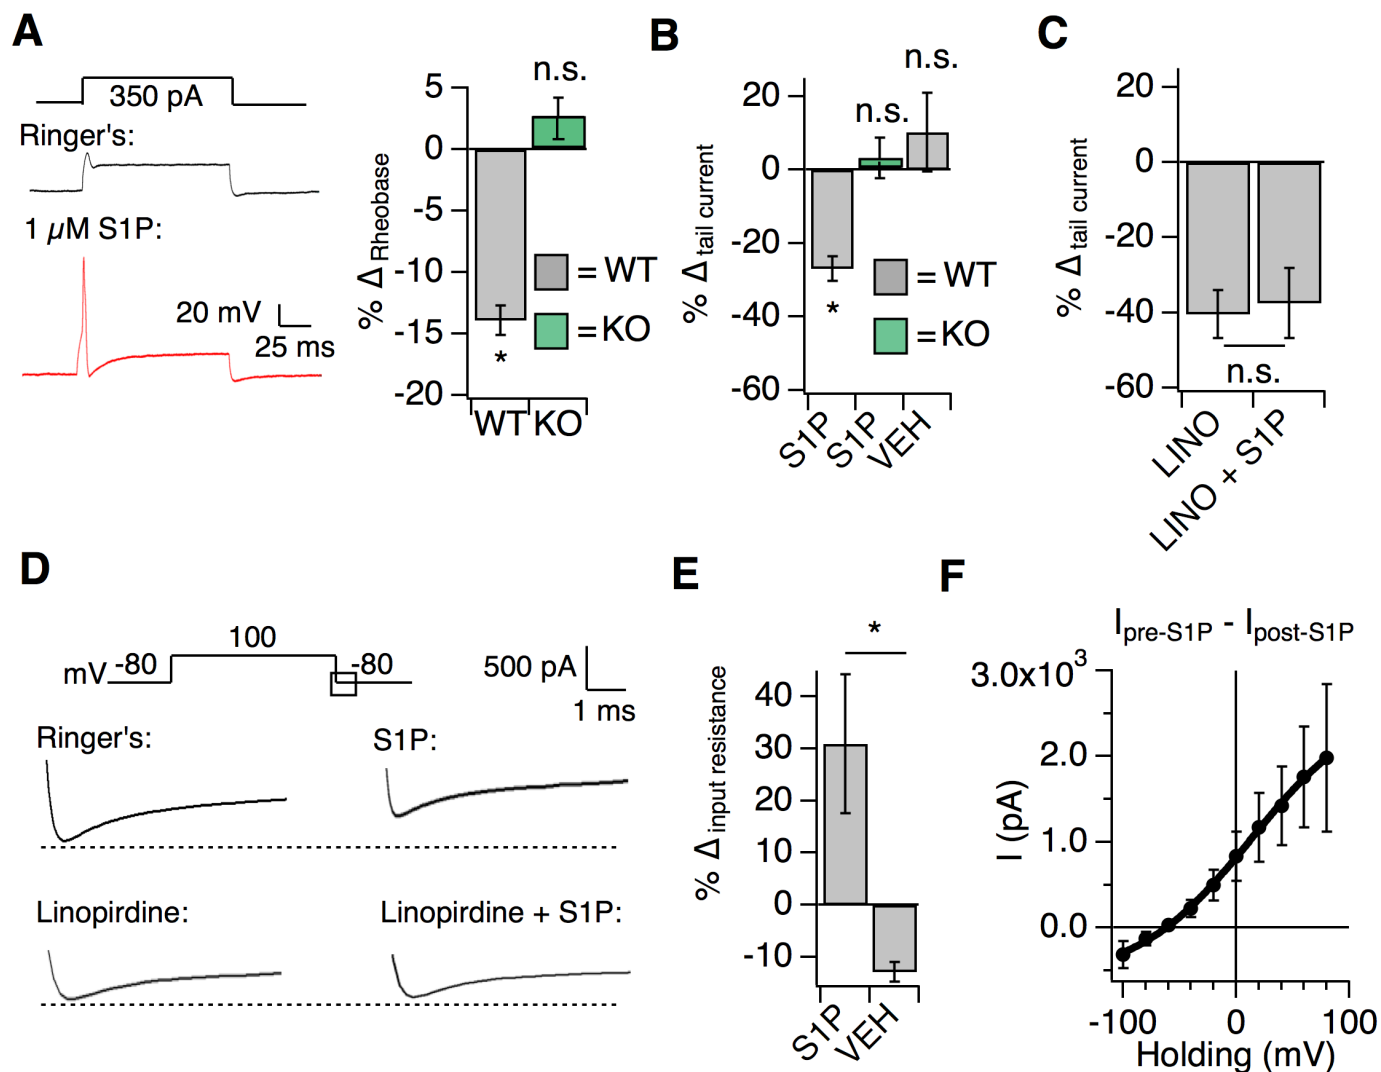 A
350 pA
Ringer's:
1 µM S1P:
20 mV
25 ms
% Δ Rheobase
5
0
-5
-10
-15
-20
n.s.
*
= WT
= KO
WT KO
B
% Δ tail current
20
0
-20
-40
-60
n.s.
n.s.
*
= WT
= KO
S1P
S1P
VEH
C
% Δ tail current
20
0
-20
-40
-60
n.s.
LINO
LINO + S1P
D
mV -80 100 -80
500 pA
1 ms
Ringer's:
S1P:
Linopirdine:
Linopirdine + S1P:
E
*
% Δ input resistance
40
30
20
10
0
-10
S1P
VEH
F
I pre-S1P - I post-S1P
I (pA)
3.0x10³
2.0
1.0
0.0
-100 0 100
Holding (mV)